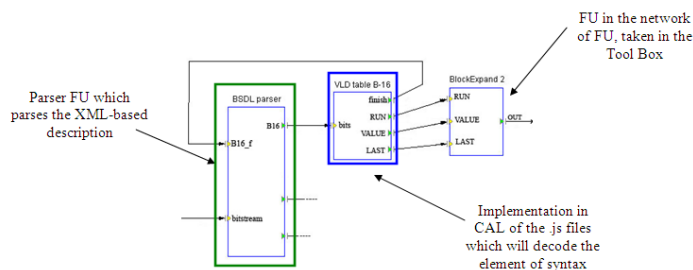 FU in the network
of FU, taken in the
Tool Box
Parser FU which
parses the XML-based
description
BSDL parser
B16
B16_f
bitstream
VLD table B-16
finish
RUN
bits
VALUE
LAST
BlockExpand 2
RUN
VALUE
OUT
LAST
Implementation in
CAL of the .js files
which will decode the
element of syntax